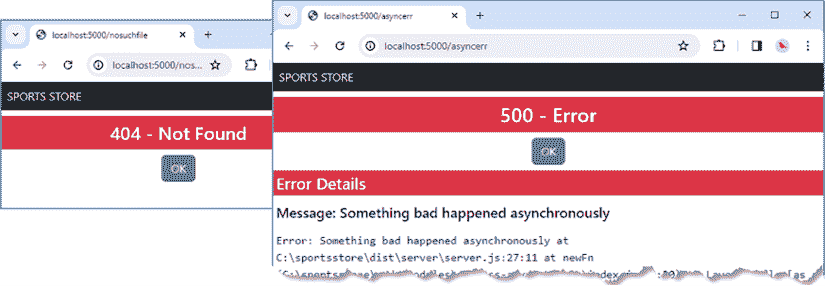 localhost:5000/nosuchfile
localhost:5000/nos...
SPORTS STORE
404 - Not Found
OK
localhost:5000/asyncerr
localhost:5000/asyncerr
SPORTS STORE
500 - Error
OK
Error Details
Message: Something bad happened asynchronously
Error: Something bad happened asynchronously at
C:\sportsstore\dist\server\server.js:27:11 at newFn